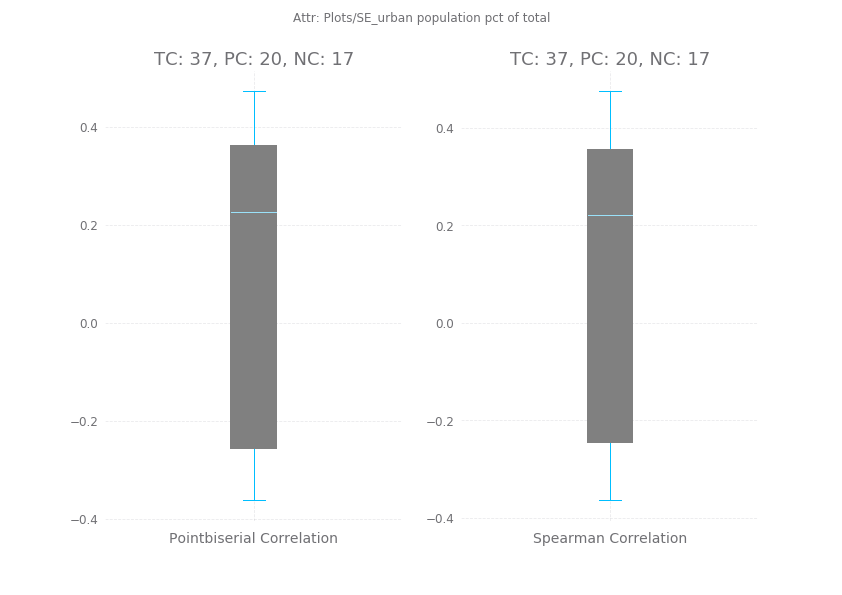 Attr: Plots/SE_urban population pct of total
TC: 37, PC: 20, NC: 17
0.4
0.2
0.0
−0.2
−0.4
Pointbiserial Correlation
TC: 37, PC: 20, NC: 17
0.4
0.2
0.0
−0.2
−0.4
Spearman Correlation